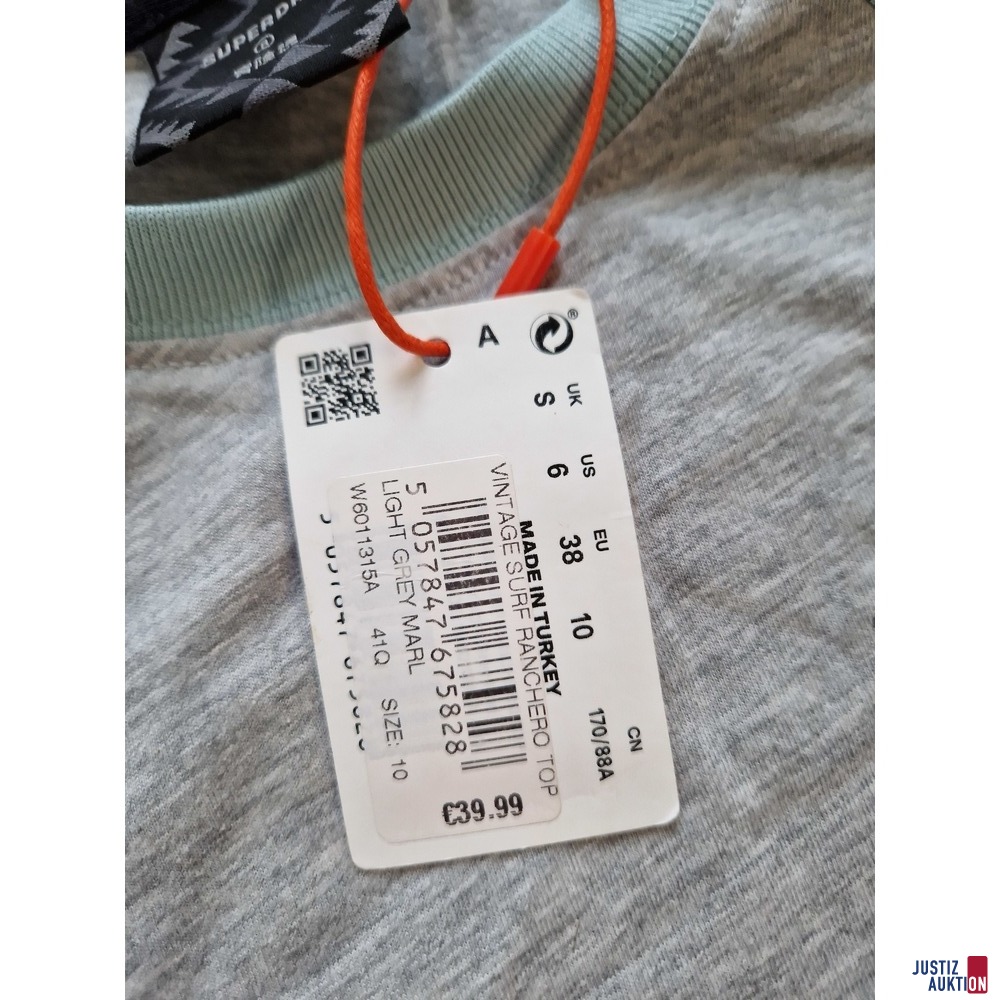 SUPERDR
A
®
UK US EU CN
S 6 38 10 170/88A
MADE IN TURKEY
VINTAGE SURF RANCHERO TOP
5 057847 675828
LIGHT GREY MARL
W6011315A 41Q SIZE: 10
€39.99
JUSTIZ
AUKTION